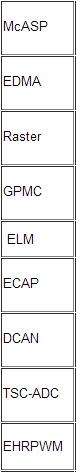 McASP
EDMA
Raster
GPMC
ELM
ECAP
DCAN
TSC-ADC
EHRPWM